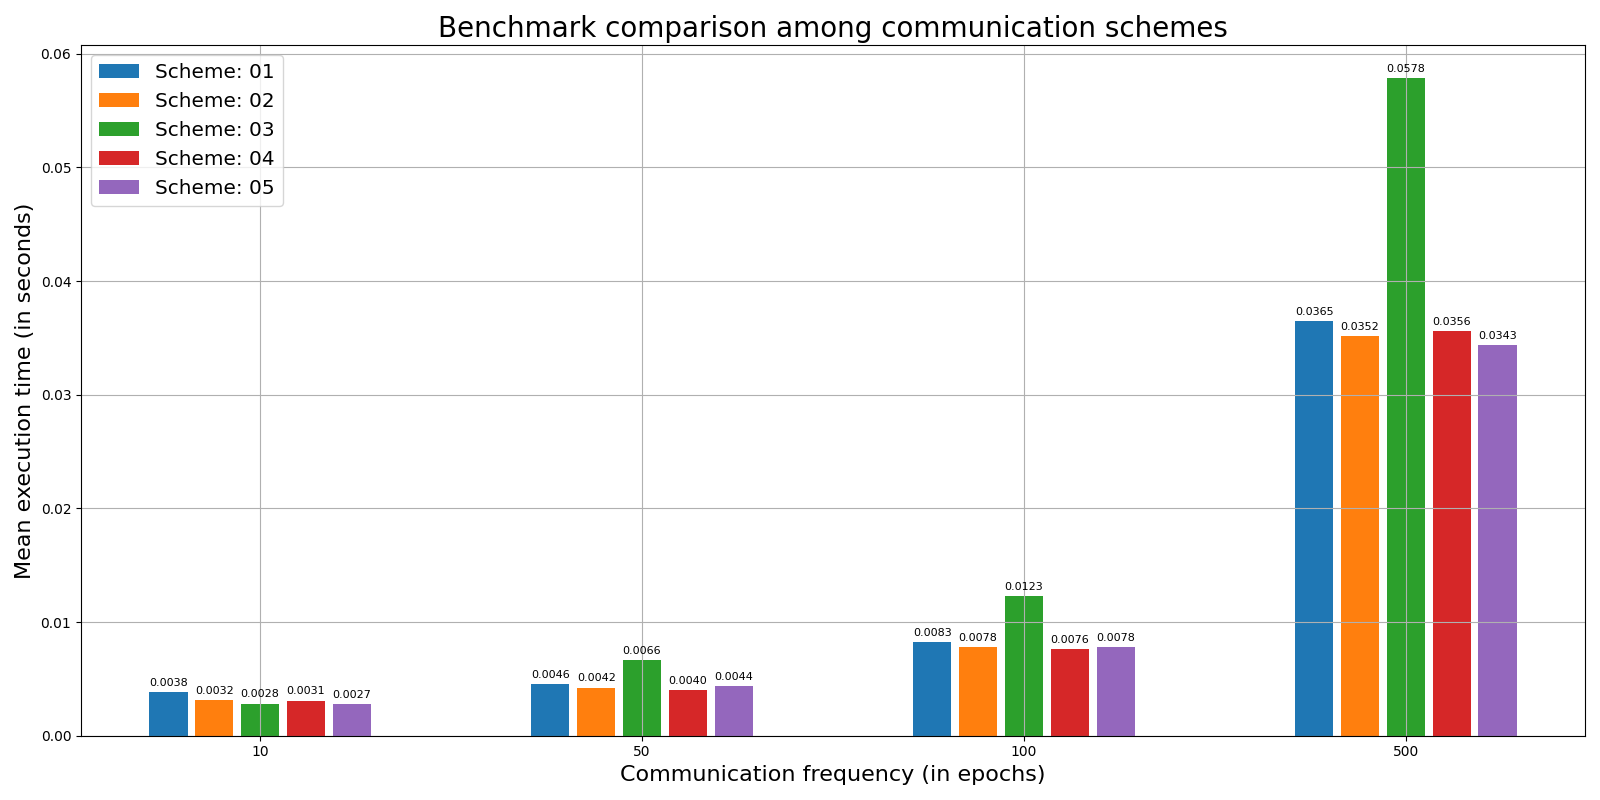 Benchmark comparison among communication schemes
Mean execution time (in seconds)
0.06
0.05
0.04
0.03
0.02
0.01
0.00
Scheme: 01
Scheme: 02
Scheme: 03
Scheme: 04
Scheme: 05
0.0038 0.0032 0.0028 0.0031 0.0027
0.0046 0.0042 0.0066 0.0040 0.0044
0.0083 0.0078 0.0123 0.0076 0.0078
0.0365 0.0352 0.0578 0.0356 0.0343
10 50 100 500
Communication frequency (in epochs)